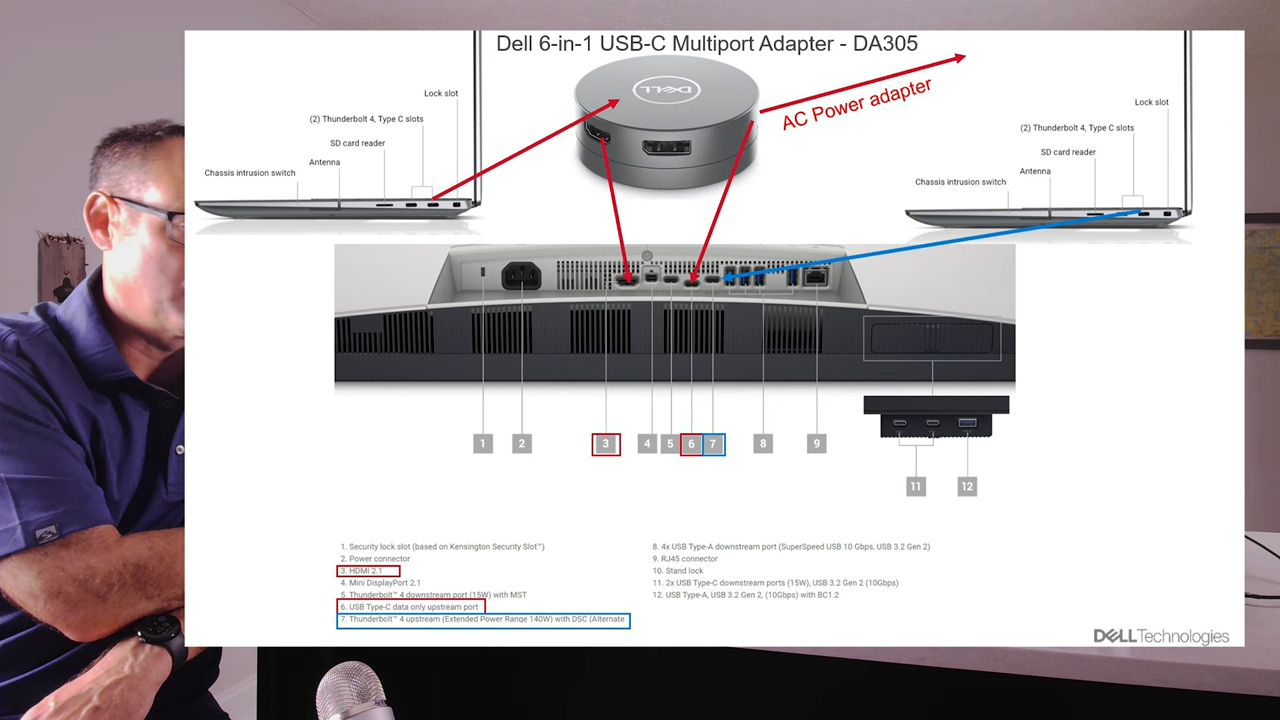 Dell 6-in-1 USB-C Multiport Adapter - DA305
DELL
AC Power adapter
Lock slot
(2) Thunderbolt 4, Type C slots
SD card reader
Antenna
Chassis intrusion switch
Lock slot
(2) Thunderbolt 4, Type C slots
SD card reader
Antenna
Chassis intrusion switch
1 2 3 4 5 6 7 8 9
11 12
1. Security lock slot (based on Kensington Security Slot™)
2. Power connector
3. HDMI 2.1
4. Mini DisplayPort 2.1
5. Thunderbolt™ 4 downstream port (15W) with MST
6. USB Type-C data only upstream port
7. Thunderbolt™ 4 upstream (Extended Power Range 140W) with DSC (Alternate
8. 4x USB Type-A downstream port (SuperSpeed USB 10 Gbps, USB 3.2 Gen 2)
9. RJ45 connector
10. Stand lock
11. 2x USB Type-C downstream ports (15W), USB 3.2 Gen 2 (10Gbps)
12. USB Type-A, USB 3.2 Gen 2, (10Gbps) with BC1.2
DELLTechnologies